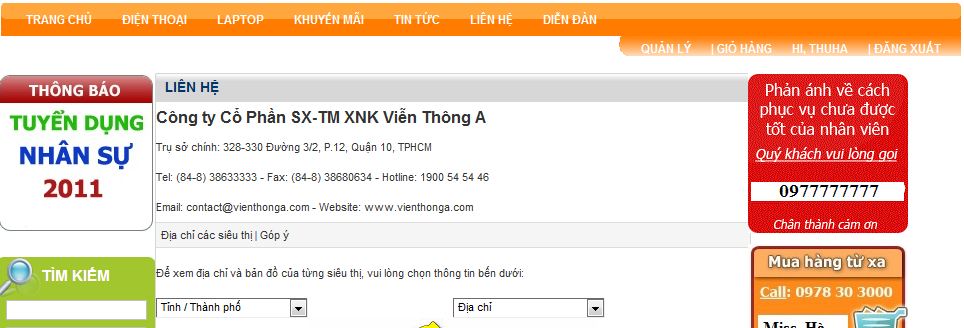 TRANG CHỦ ĐIỆN THOẠI LAPTOP KHUYẾN MÃI TIN TỨC LIÊN HỆ DIỄN ĐÀN
QUẢN LÝ | GIỎ HÀNG HI, THUHA | ĐĂNG XUẤT
THÔNG BÁO
TUYỂN DỤNG
NHÂN SỰ
2011
TÌM KIẾM
LIÊN HỆ
Công ty Cổ Phần SX-TM XNK Viễn Thông A
Trụ sở chính: 328-330 Đường 3/2, P.12, Quận 10, TPHCM
Tel: (84-8) 38633333 - Fax: (84-8) 38680634 - Hotline: 1900 54 54 46
Email: contact@vienthonga.com - Website: www.vienthonga.com
Địa chỉ các siêu thị | Góp ý
Để xem địa chỉ và bản đồ của từng siêu thị, vui lòng chọn thông tin bên dưới:
Tỉnh / Thành phố Địa chỉ
Phản ánh về cách
phục vụ chưa được
tốt của nhân viên
Quý khách vui lòng gọi
0977777777
Chân thành cảm ơn
Mua hàng từ xa
Call: 0978 30 3000
Miss. Hà